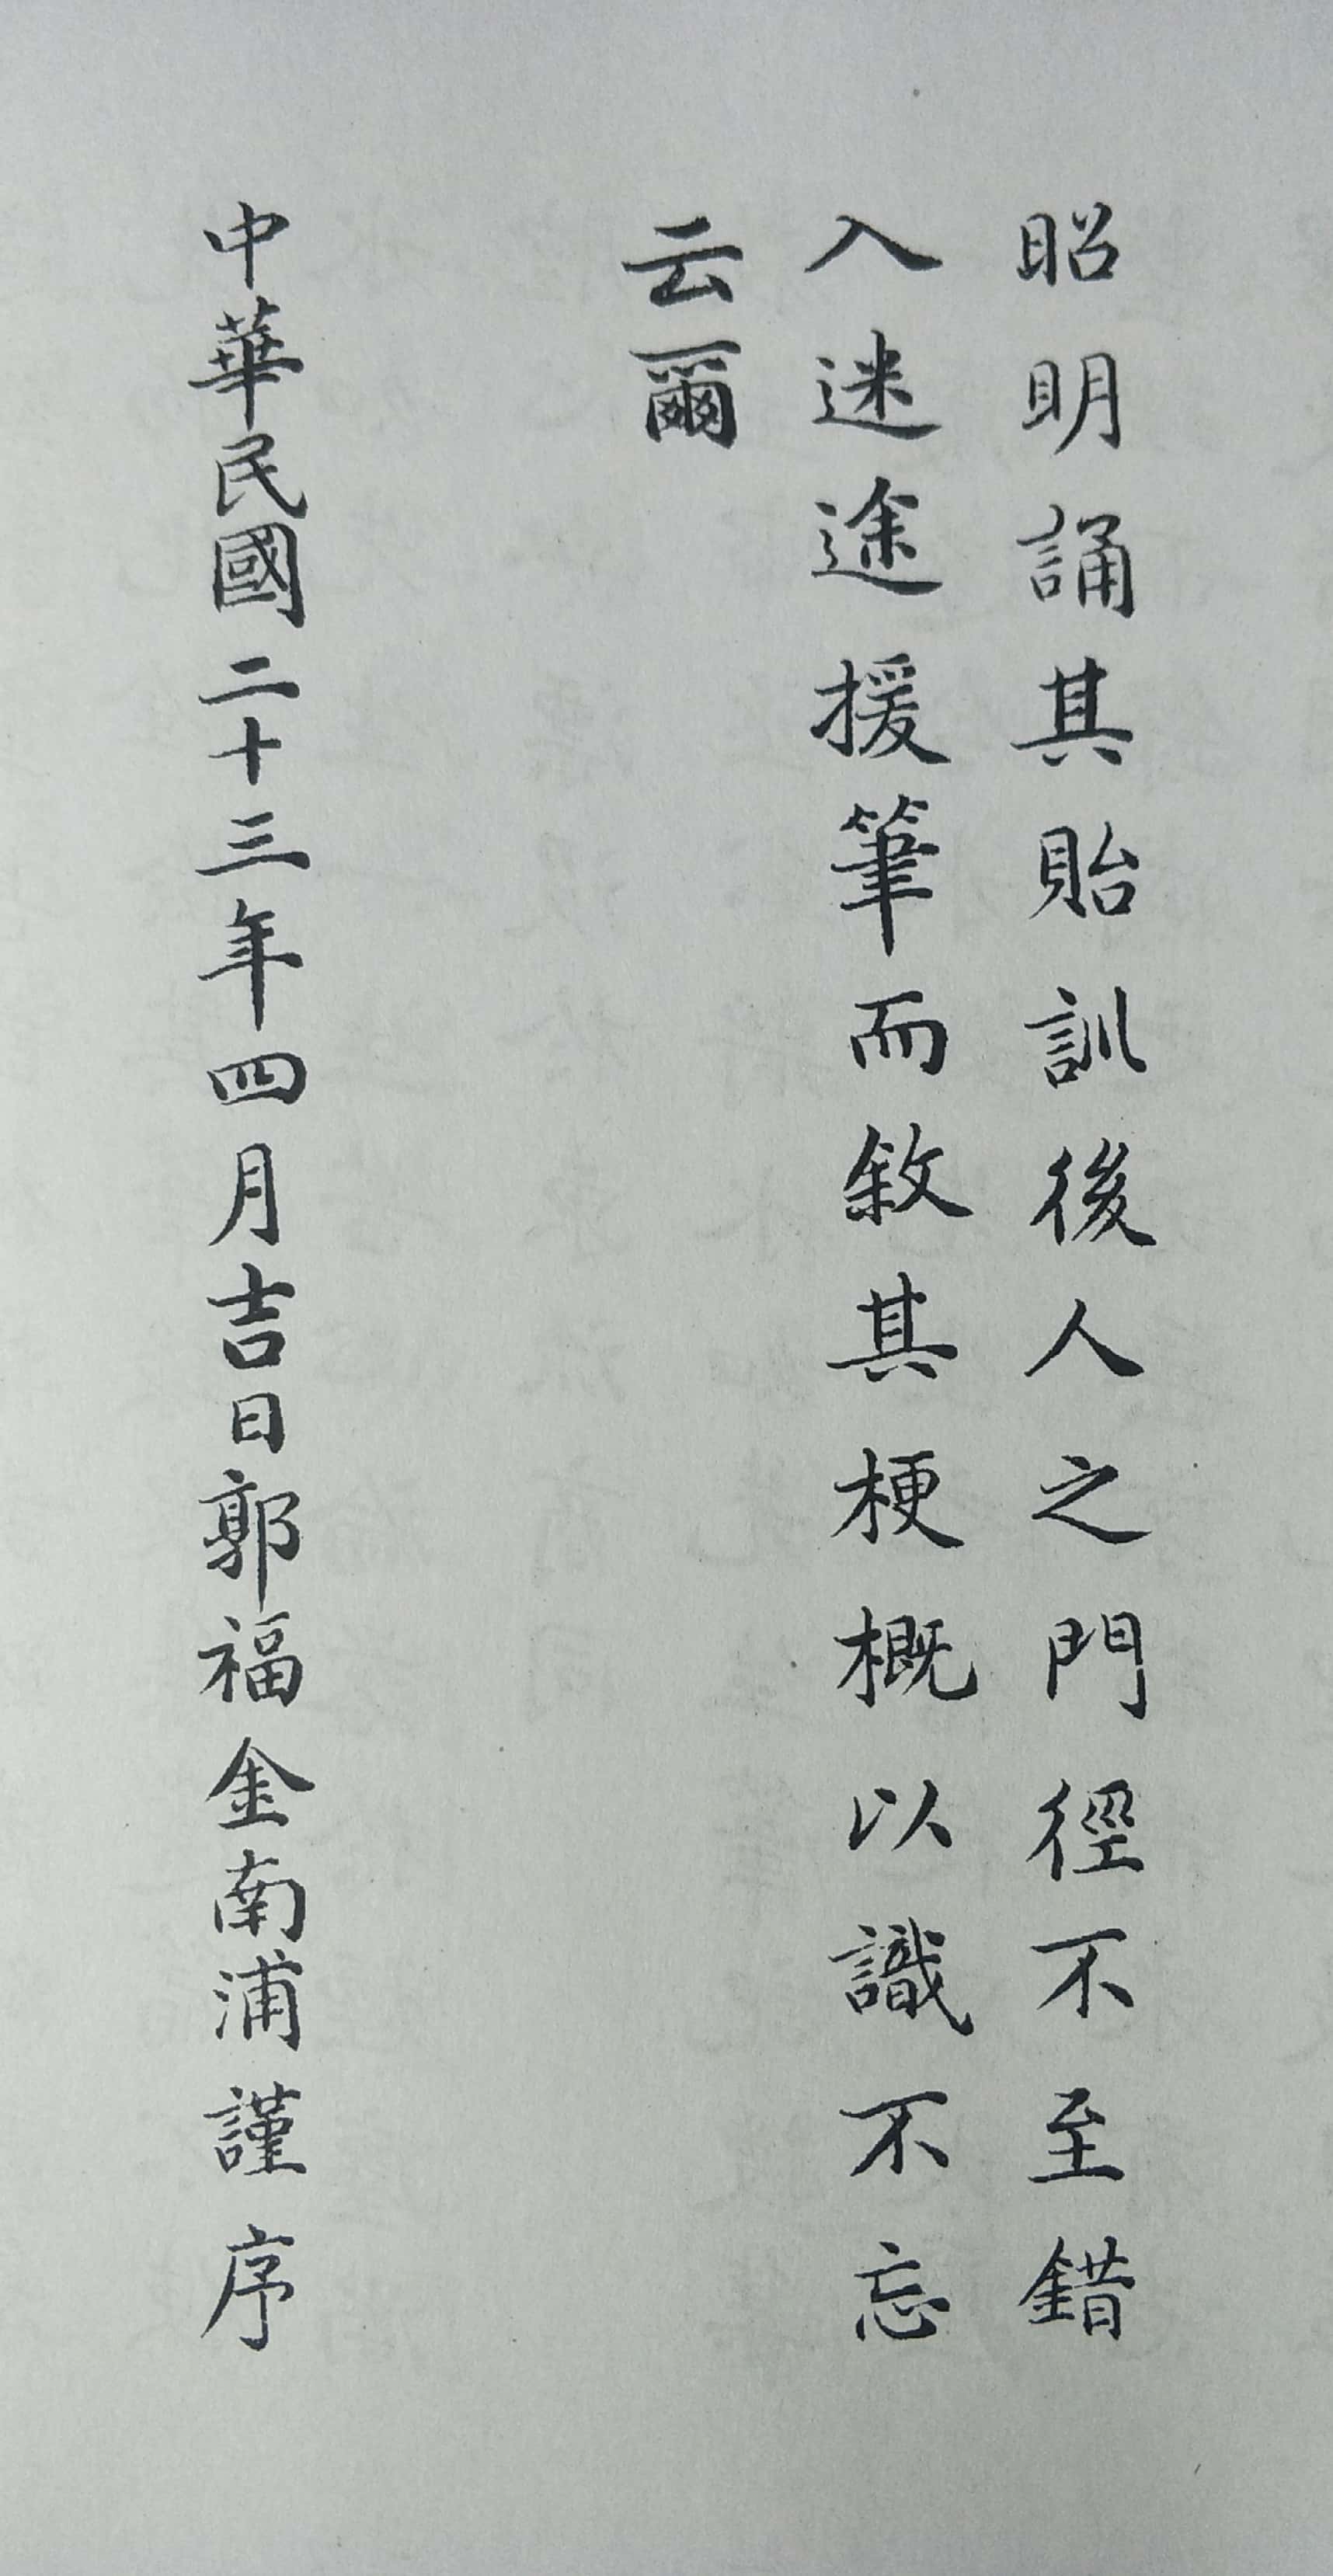 昭明誦其貽訓後人之門徑不至錯
入迷途援筆而敘其梗概以識不忘
云爾
中華民國二十三年四月吉日郭福金南浦謹序